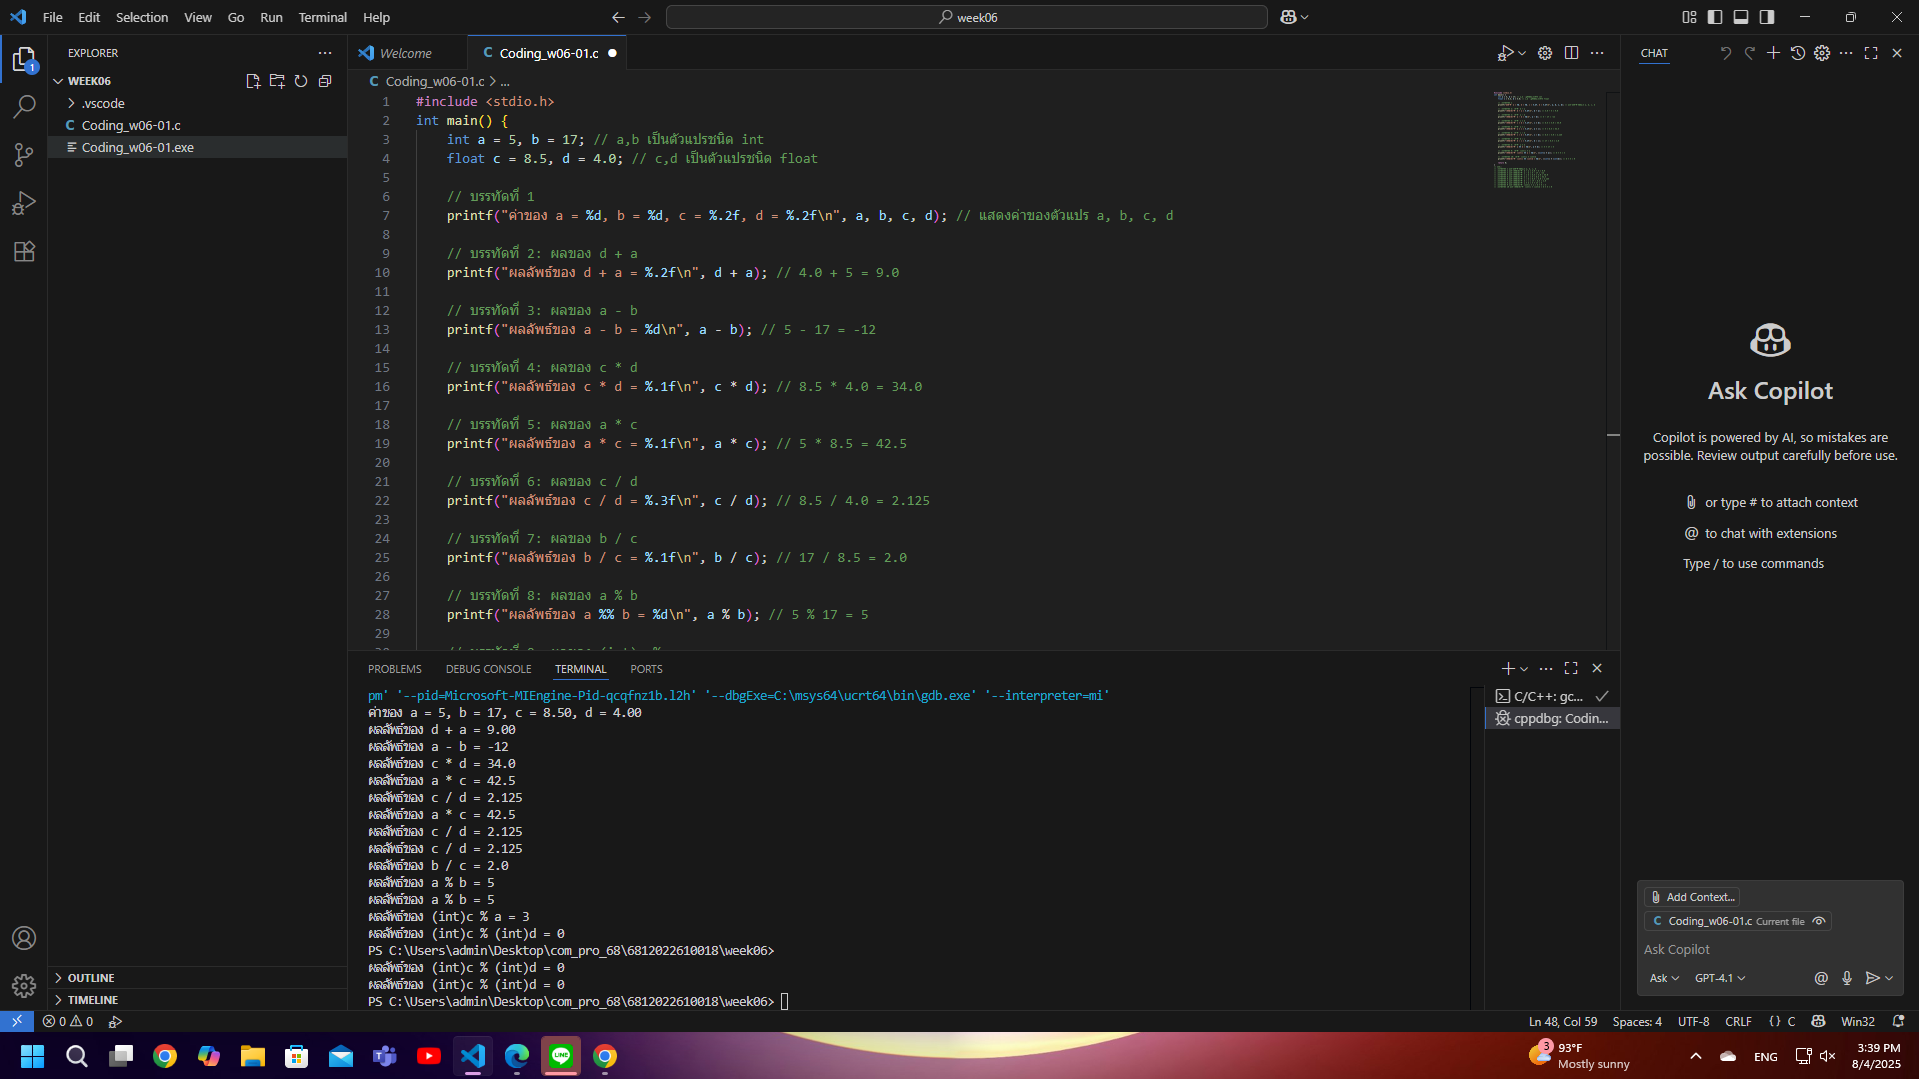 File Edit Selection View Go Run Terminal Help
week06
EXPLORER
WEEK06
.vscode
C Coding_w06-01.c
Coding_w06-01.exe
OUTLINE
TIMELINE
1
Welcome
C Coding_w06-01.c
C Coding_w06-01.c > ...
1 #include <stdio.h>
2 int main() {
3 int a = 5, b = 17; // a,b เป็นตัวแปรชนิด int
4 float c = 8.5, d = 4.0; // c,d เป็นตัวแปรชนิด float
5
6 // บรรทัดที่ 1
7 printf("ค่าของ a = %d, b = %d, c = %.2f, d = %.2f\n", a, b, c, d); // แสดงค่าของตัวแปร a, b, c, d
8
9 // บรรทัดที่ 2: ผลของ d + a
10 printf("ผลลัพธ์ของ d + a = %.2f\n", d + a); // 4.0 + 5 = 9.0
11
12 // บรรทัดที่ 3: ผลของ a - b
13 printf("ผลลัพธ์ของ a - b = %d\n", a - b); // 5 - 17 = -12
14
15 // บรรทัดที่ 4: ผลของ c * d
16 printf("ผลลัพธ์ของ c * d = %.1f\n", c * d); // 8.5 * 4.0 = 34.0
17
18 // บรรทัดที่ 5: ผลของ a * c
19 printf("ผลลัพธ์ของ a * c = %.1f\n", a * c); // 5 * 8.5 = 42.5
20
21 // บรรทัดที่ 6: ผลของ c / d
22 printf("ผลลัพธ์ของ c / d = %.3f\n", c / d); // 8.5 / 4.0 = 2.125
23
24 // บรรทัดที่ 7: ผลของ b / c
25 printf("ผลลัพธ์ของ b / c = %.1f\n", b / c); // 17 / 8.5 = 2.0
26
27 // บรรทัดที่ 8: ผลของ a % b
28 printf("ผลลัพธ์ของ a %% b = %d\n", a % b); // 5 % 17 = 5
29
PROBLEMS DEBUG CONSOLE TERMINAL PORTS
pm' '--pid=Microsoft-MIEngine-Pid-qcqfnz1b.l2h' '--dbgExe=C:\msys64\ucrt64\bin\gdb.exe' '--interpreter=mi'
ค่าของ a = 5, b = 17, c = 8.50, d = 4.00
ผลลัพธ์ของ d + a = 9.00
ผลลัพธ์ของ a - b = -12
ผลลัพธ์ของ c * d = 34.0
ผลลัพธ์ของ a * c = 42.5
ผลลัพธ์ของ c / d = 2.125
ผลลัพธ์ของ a * c = 42.5
ผลลัพธ์ของ c / d = 2.125
ผลลัพธ์ของ c / d = 2.125
ผลลัพธ์ของ b / c = 2.0
ผลลัพธ์ของ a % b = 5
ผลลัพธ์ของ a % b = 5
ผลลัพธ์ของ (int)c % a = 3
ผลลัพธ์ของ (int)c % (int)d = 0
PS C:\Users\admin\Desktop\com_pro_68\6812022610018\week06>
ผลลัพธ์ของ (int)c % (int)d = 0
ผลลัพธ์ของ (int)c % (int)d = 0
PS C:\Users\admin\Desktop\com_pro_68\6812022610018\week06>
C/C++: gc...
cppdbg: Codin...
CHAT
Ask Copilot
Copilot is powered by AI, so mistakes are
possible. Review output carefully before use.
or type # to attach context
@ to chat with extensions
Type / to use commands
Add Context...
C Coding_w06-01.c Current file
Ask Copilot
Ask GPT-4.1
0 0
Ln 48, Col 59 Spaces: 4 UTF-8 CRLF {} C Win32
LINE
3
93°F
Mostly sunny
ENG
3:39 PM
8/4/2025